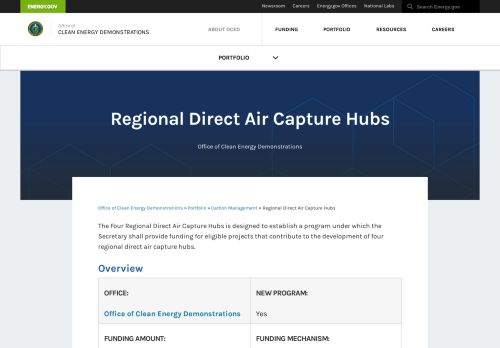 ENERGY.GOV
Newsroom Careers Energy.gov Offices National Labs Search Energy.gov
Office of
CLEAN ENERGY DEMONSTRATIONS
ABOUT OCED FUNDING PORTFOLIO RESOURCES CAREERS
PORTFOLIO
Regional Direct Air Capture Hubs
Office of Clean Energy Demonstrations
Office of Clean Energy Demonstrations » Portfolio » Carbon Management » Regional Direct Air Capture Hubs
The Four Regional Direct Air Capture Hubs is designed to establish a program under which the
Secretary shall provide funding for eligible projects that contribute to the development of four
regional direct air capture hubs.
Overview
OFFICE: NEW PROGRAM:
Office of Clean Energy Demonstrations Yes
FUNDING AMOUNT: FUNDING MECHANISM: